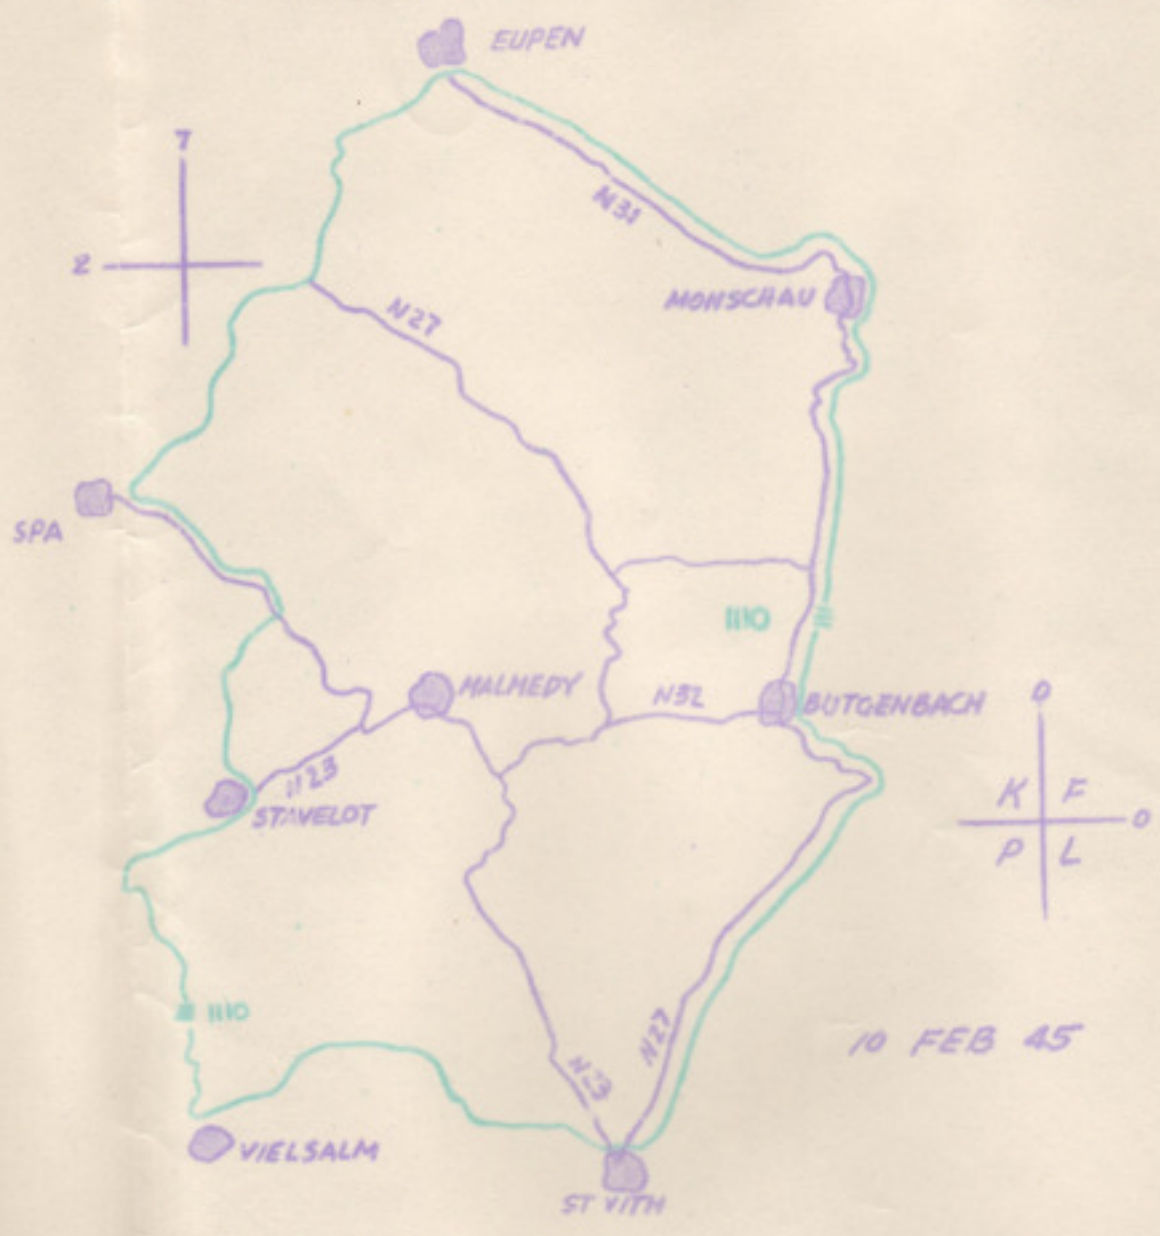 EUPEN
7
N31
2
MONSCHAU
N27
SPA
1110
MALMEDY
N32
BUTGENBACH
0
N23
K F
STAVELOT
0
P L
1110
10 FEB 45
N27
N23
VIELSALM
ST VITH